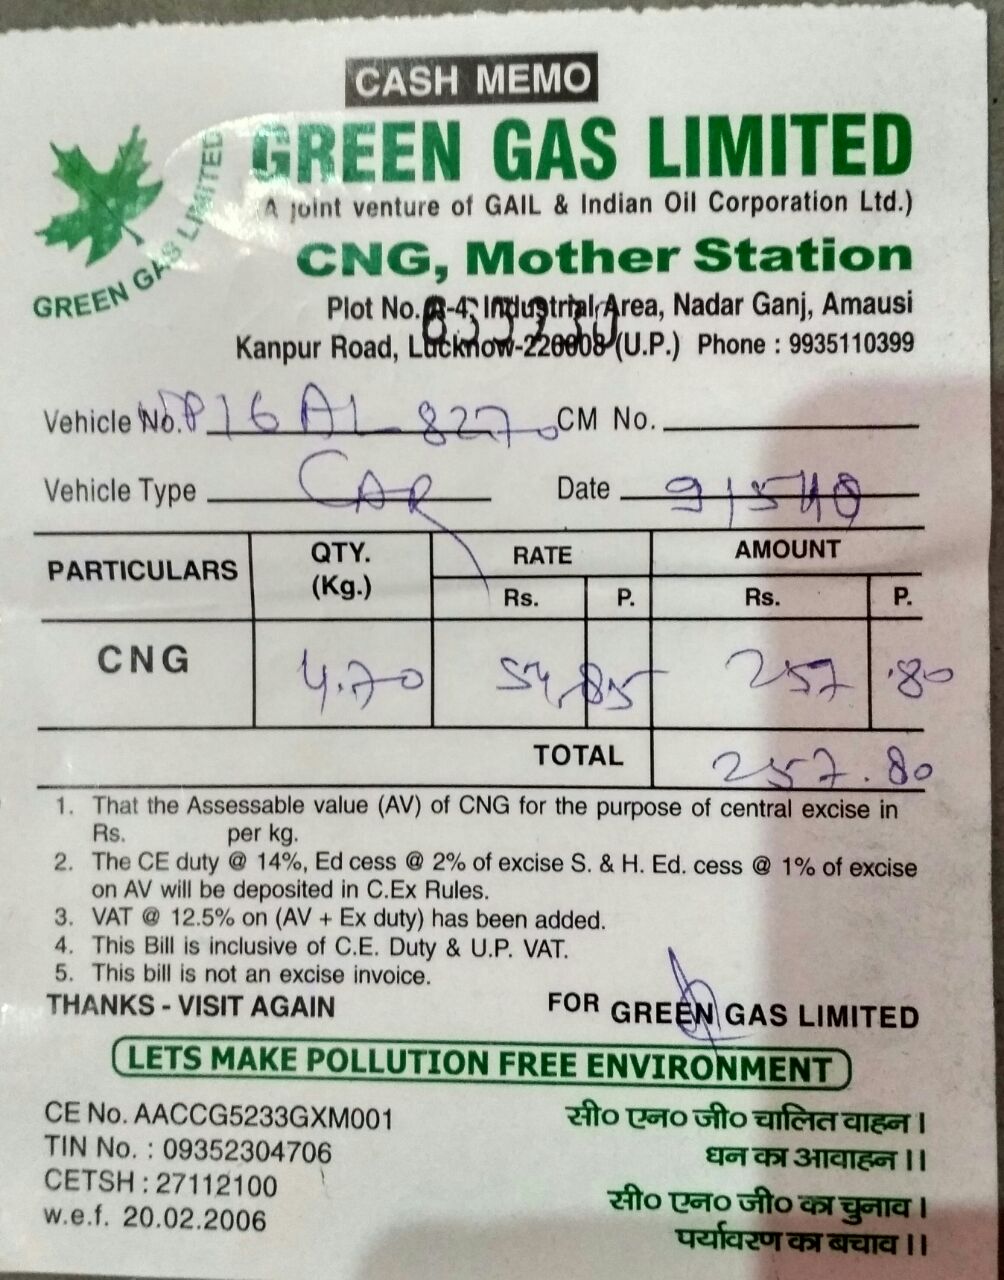 CASH MEMO
GREEN GAS LIMITED
GREEN GAS LIMITED
(A joint venture of GAIL & Indian Oil Corporation Ltd.)
CNG, Mother Station
Plot No. A-4, Industrial Area, Nadar Ganj, Amausi
Kanpur Road, Lucknow-226008 (U.P.) Phone : 9935110399
Vehicle No. UP16 AL 8270 CM No.
Vehicle Type CAR Date
PARTICULARS QTY. (Kg.) RATE AMOUNT
Rs. P. Rs. P.
CNG 4.70 54.85 257 .80
TOTAL 257.80
1. That the Assessable value (AV) of CNG for the purpose of central excise in
Rs. per kg.
2. The CE duty @ 14%, Ed cess @ 2% of excise S. & H. Ed. cess @ 1% of excise
on AV will be deposited in C.Ex Rules.
3. VAT @ 12.5% on (AV + Ex duty) has been added.
4. This Bill is inclusive of C.E. Duty & U.P. VAT.
5. This bill is not an excise invoice.
THANKS - VISIT AGAIN FOR GREEN GAS LIMITED
LETS MAKE POLLUTION FREE ENVIRONMENT
CE No. AACCG5233GXM001
TIN No. : 09352304706
CETSH : 27112100
w.e.f. 20.02.2006
सी० एन० जी० चालित वाहन ।
धन का आवाहन ।।
सी० एन० जी० का चुनाव ।
पर्यावरण का बचाव ।।